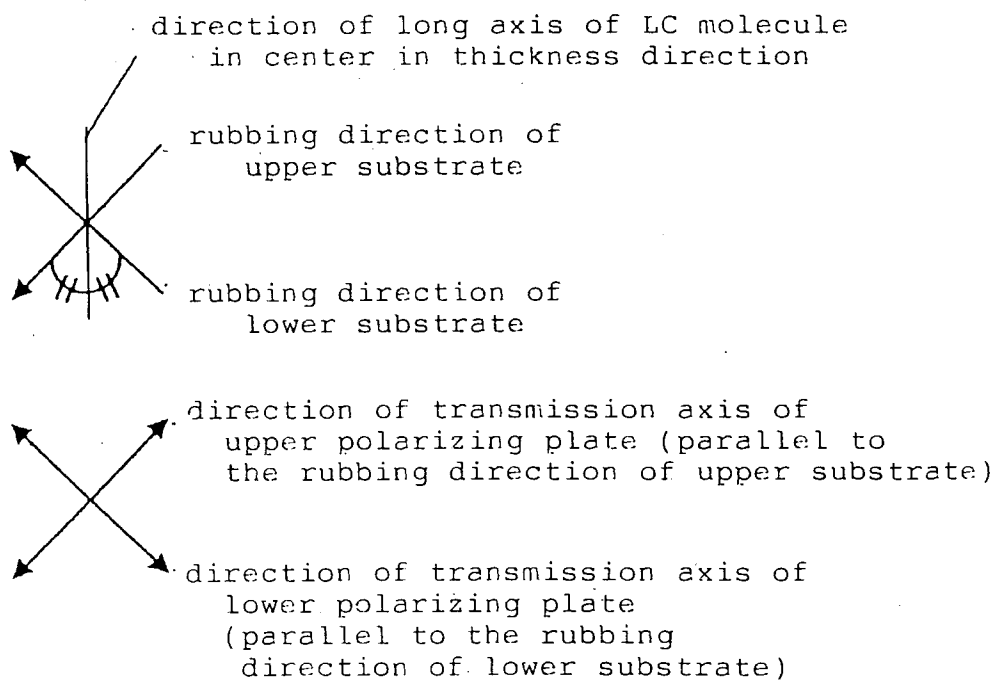 direction of long axis of LC molecule
in center in thickness direction
rubbing direction of
upper substrate
rubbing direction of
lower substrate
direction of transmission axis of
upper polarizing plate (parallel to
the rubbing direction of upper substrate)
direction of transmission axis of
lower polarizing plate
(parallel to the rubbing
direction of lower substrate)